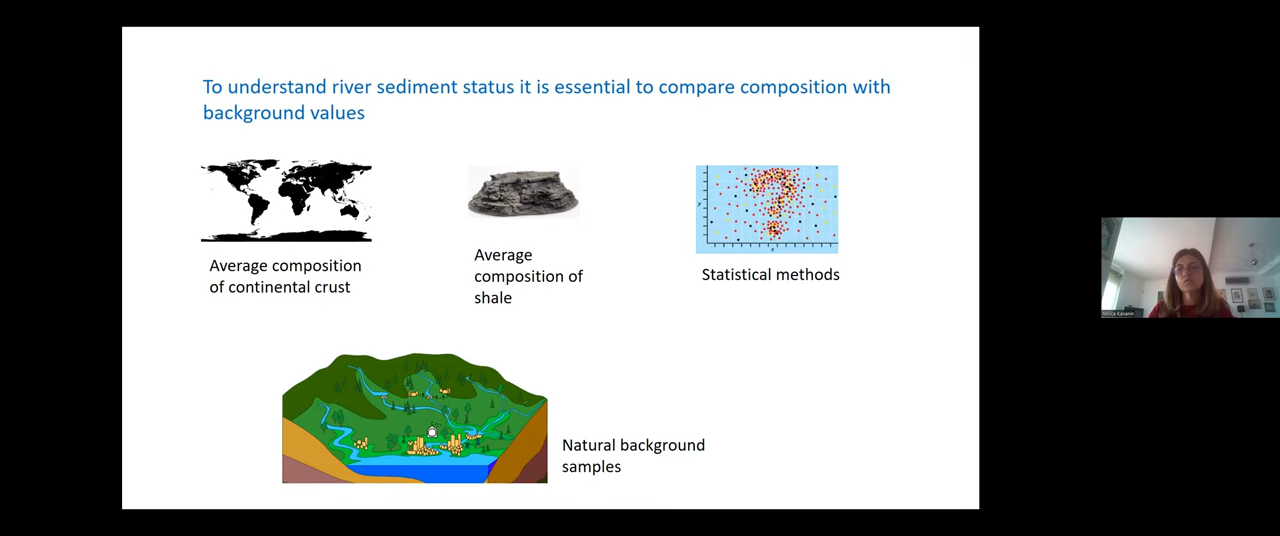 To understand river sediment status it is essential to compare composition with
background values
Average composition
of continental crust
Average
composition of
shale
Statistical methods
Natural background
samples